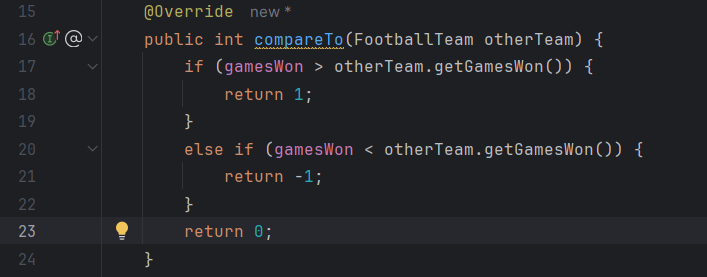 15 @Override new *
16 @ public int compareTo(FootballTeam otherTeam) {
17 if (gamesWon > otherTeam.getGamesWon()) {
18 return 1;
19 }
20 else if (gamesWon < otherTeam.getGamesWon()) {
21 return -1;
22 }
23 return 0;
24 }